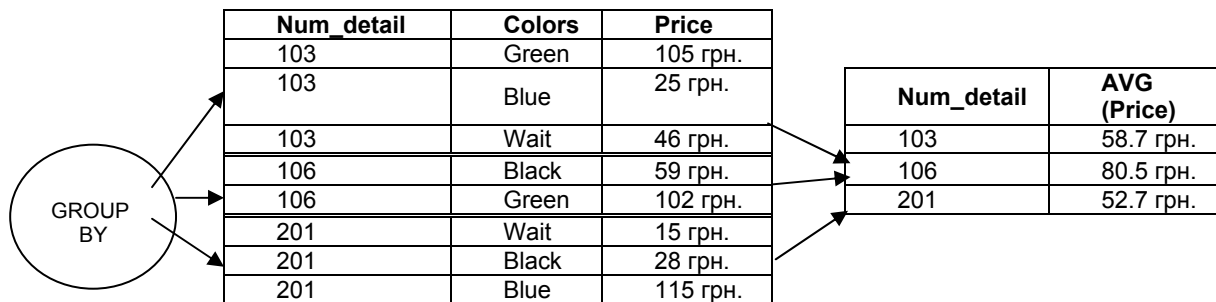 Num_detail Colors Price
103 Green 105 грн.
103 Blue 25 грн.
103 Wait 46 грн.
106 Black 59 грн.
106 Green 102 грн.
201 Wait 15 грн.
201 Black 28 грн.
201 Blue 115 грн.
GROUP
BY
Num_detail AVG
(Price)
103 58.7 грн.
106 80.5 грн.
201 52.7 грн.